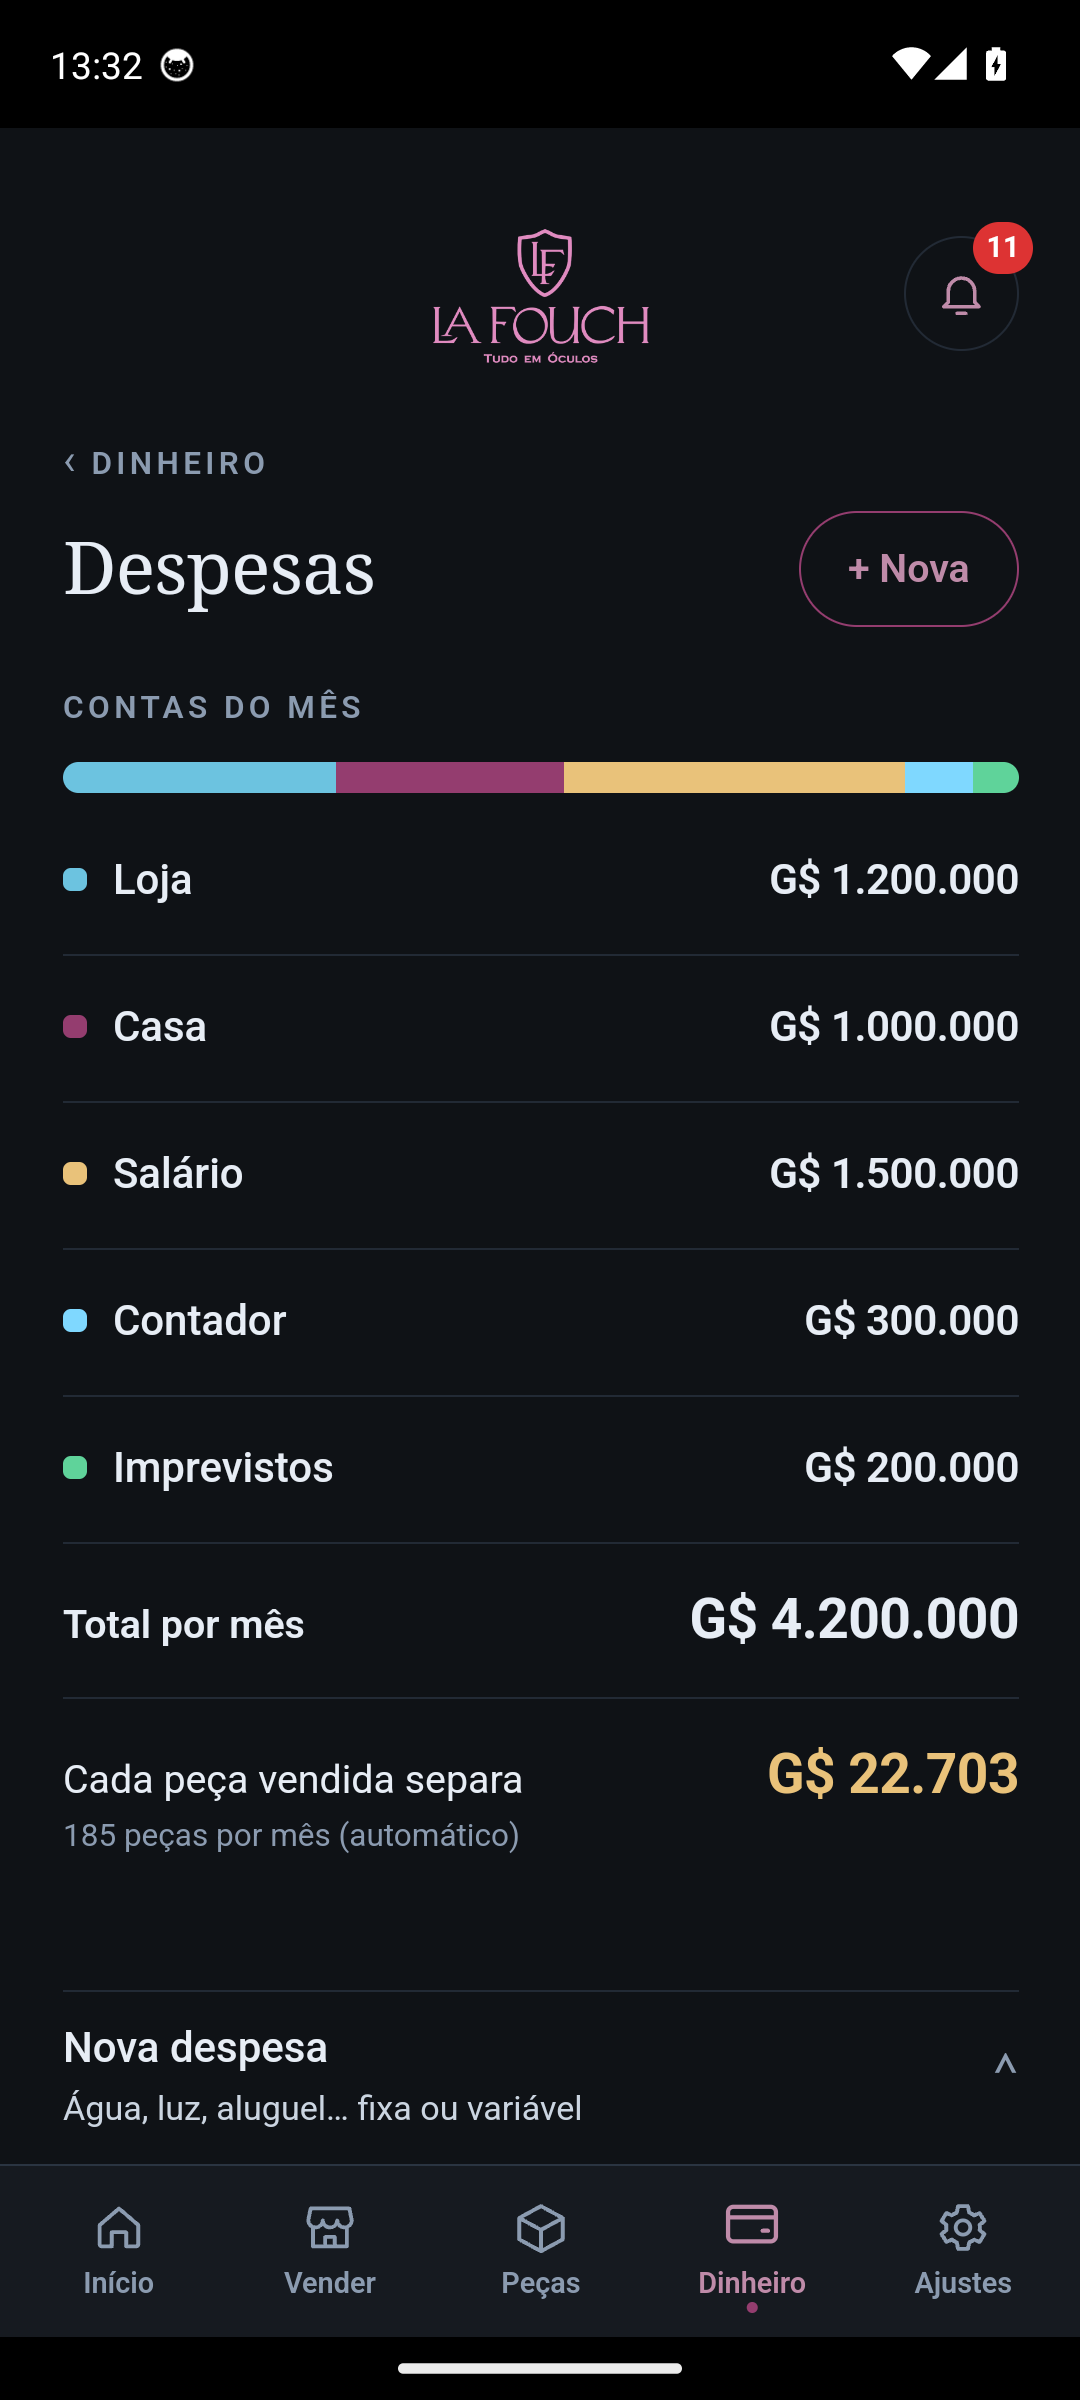 13:32
LF
LA FOUCH
TUDO EM ÓCULOS
11
‹ DINHEIRO
Despesas
+ Nova
CONTAS DO MÊS
Loja G$ 1.200.000
Casa G$ 1.000.000
Salário G$ 1.500.000
Contador G$ 300.000
Imprevistos G$ 200.000
Total por mês G$ 4.200.000
Cada peça vendida separa G$ 22.703
185 peças por mês (automático)
Nova despesa
Água, luz, aluguel... fixa ou variável
Início Vender Peças Dinheiro Ajustes